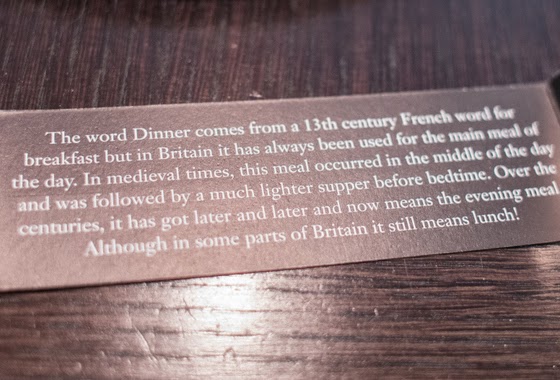 The word Dinner comes from a 13th century French word for
breakfast but in Britain it has always been used for the main meal of
the day. In medieval times, this meal occurred in the middle of the day
and was followed by a much lighter supper before bedtime. Over the
centuries, it has got later and later and now means the evening meal
Although in some parts of Britain it still means lunch!